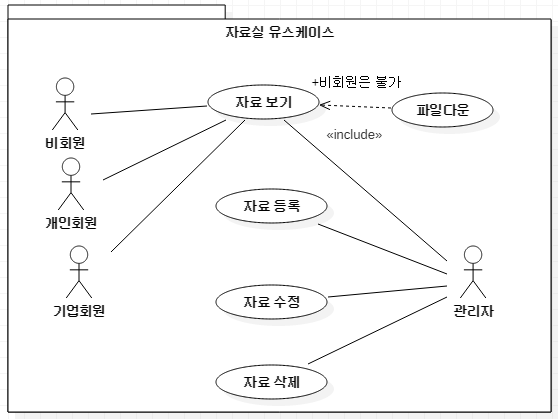 자료실 유스케이스
+비회원은 불가
자료 보기
파일다운
비회원
«include»
개인회원
자료 등록
기업회원
관리자
자료 수정
자료 삭제